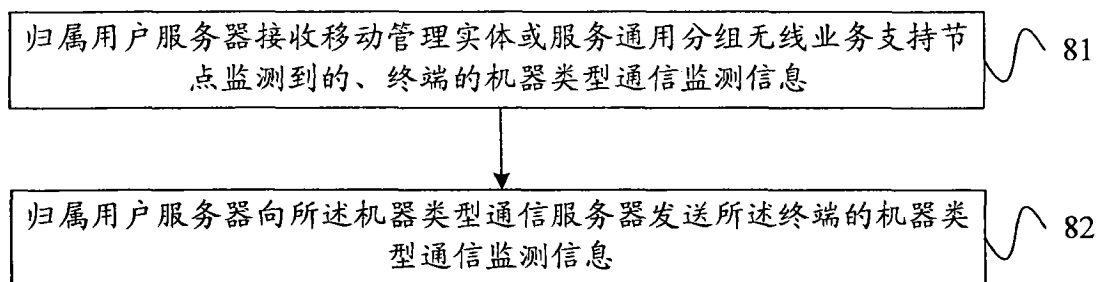 归属用户服务器接收移动管理实体或服务通用分组无线业务支持节
点监测到的、终端的机器类型通信监测信息
81
归属用户服务器向所述机器类型通信服务器发送所述终端的机器类
型通信监测信息
82